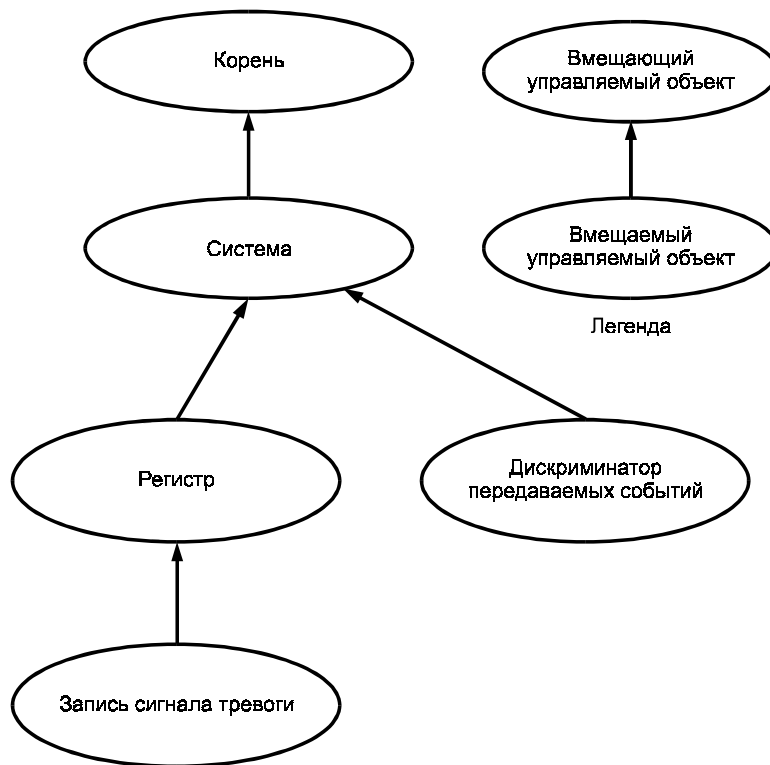 Корень
Вмещающий
управляемый объект
Система
Вмещаемый
управляемый объект
Легенда
Регистр
Дискриминатор
передаваемых событий
Запись сигнала тревоги